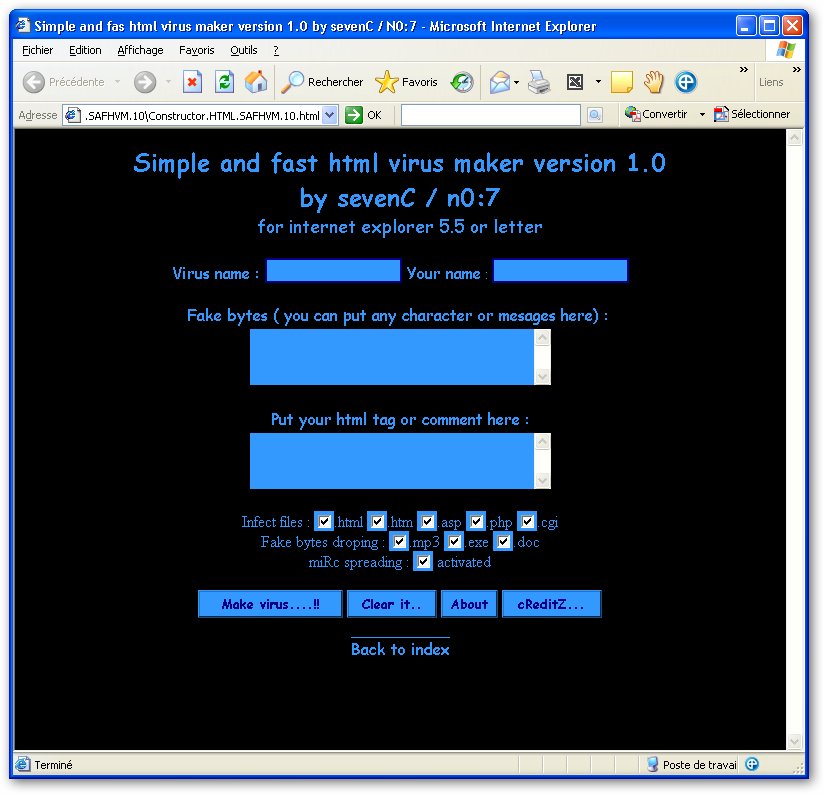 Simple and fas html virus maker version 1.0 by sevenC / N0:7 - Microsoft Internet Explorer
Fichier Edition Affichage Favoris Outils ?
Précédente Rechercher Favoris » Liens »
Adresse .SAFHVM.10\Constructor.HTML.SAFHVM.10.html OK Convertir Sélectionner
Simple and fast html virus maker version 1.0
by sevenC / n0:7
for internet explorer 5.5 or letter
Virus name : Your name :
Fake bytes ( you can put any character or mesages here) :
Put your html tag or comment here :
Infect files : .html .htm .asp .php .cgi
Fake bytes droping : .mp3 .exe .doc
miRc spreading : activated
Make virus....!! Clear it.. About cReditZ...
Back to index
Terminé Poste de travai